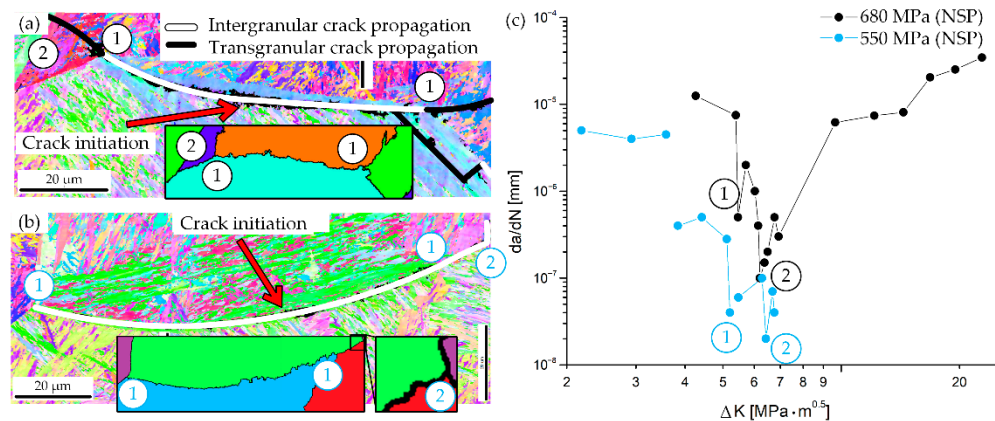 (a)
Intergranular crack propagation
Transgranular crack propagation
2
1
1
Crack initiation
2
1
1
20 µm
(b)
Crack initiation
1
1
2
1
1
2
20 µm
(c)
680 MPa (NSP)
550 MPa (NSP)
da/dN [mm]
10⁻⁴
10⁻⁵
10⁻⁶
10⁻⁷
10⁻⁸
1
2
1
2
2 3 4 5 6 7 8 9 20
ΔK [MPa·m⁰·⁵]